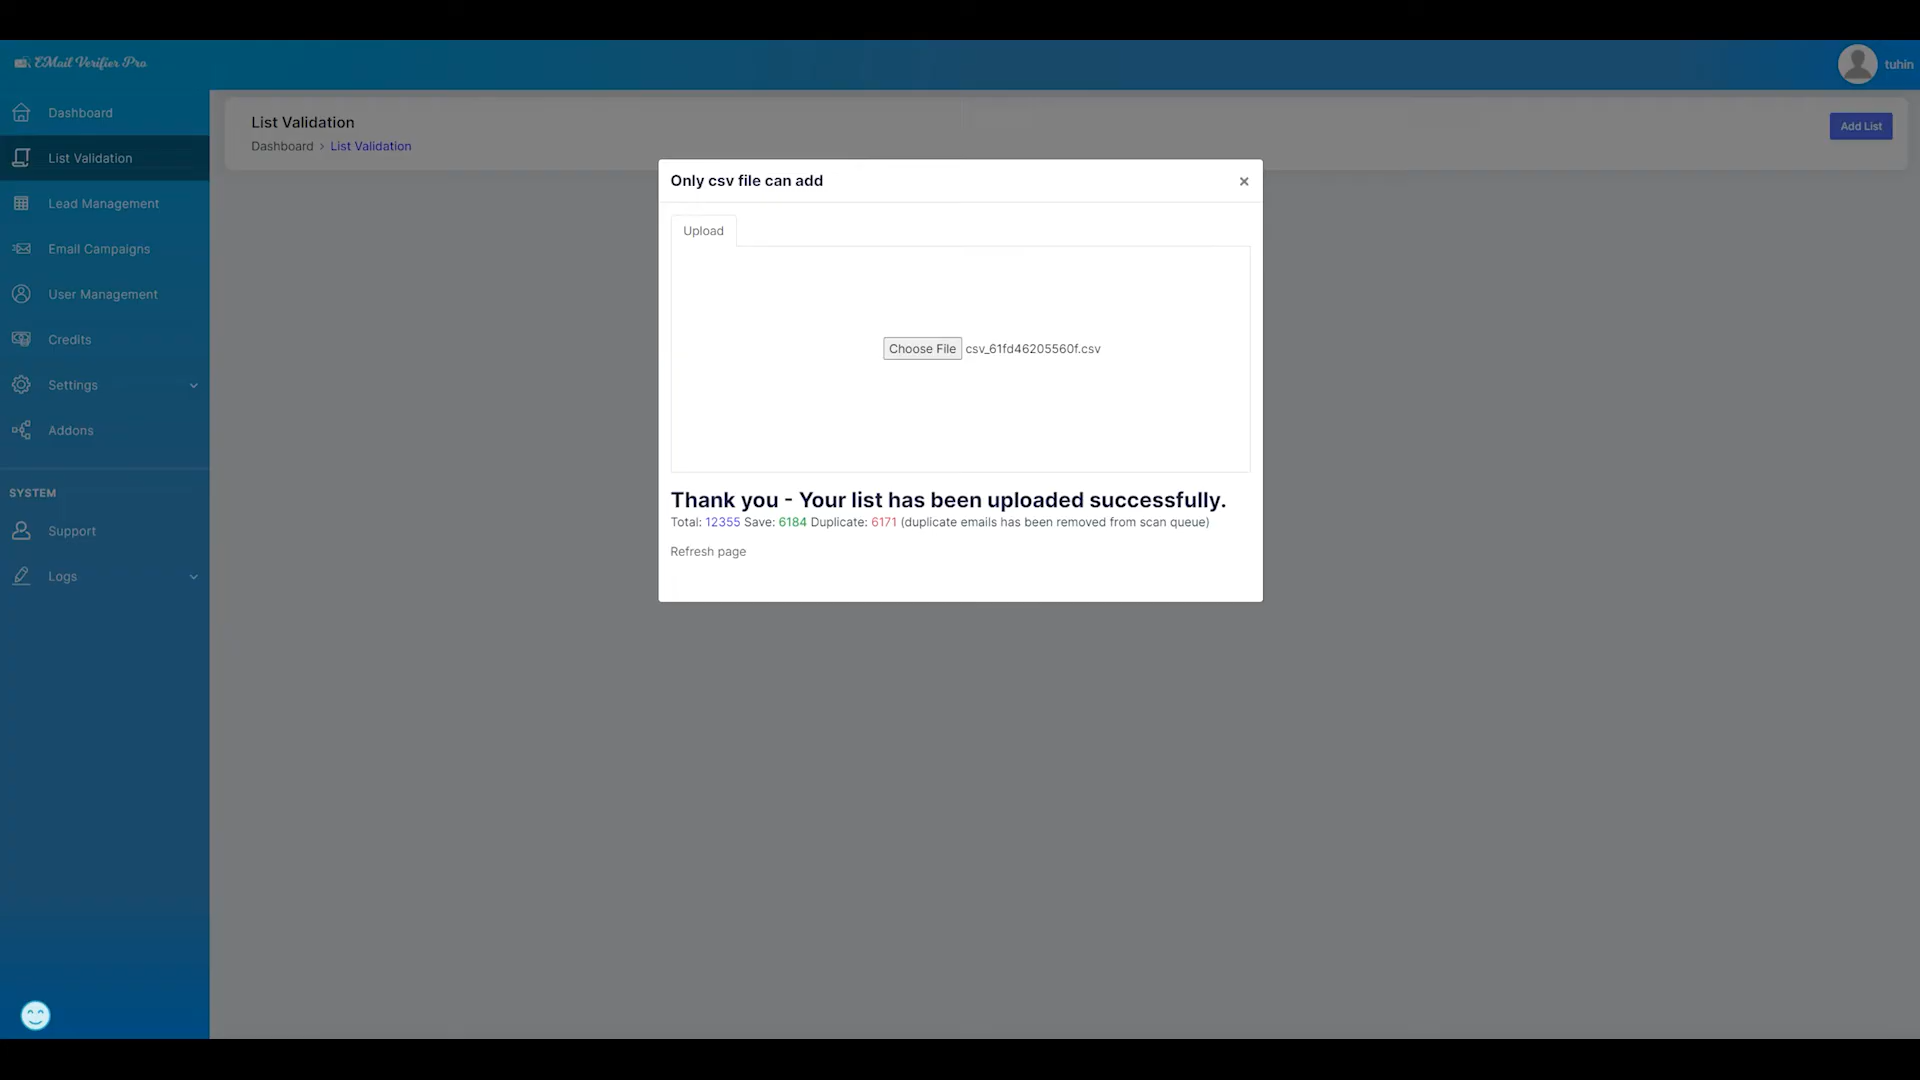 EMail Verifier Pro
tuhin
Dashboard
List Validation
Lead Management
Email Campaigns
User Management
Credits
Settings
Addons
SYSTEM
Support
Logs
List Validation
Dashboard › List Validation
Add List
Only csv file can add ×
Upload
Choose File csv_61fd46205560f.csv
Thank you - Your list has been uploaded successfully.
Total: 12355 Save: 6184 Duplicate: 6171 (duplicate emails has been removed from scan queue)
Refresh page